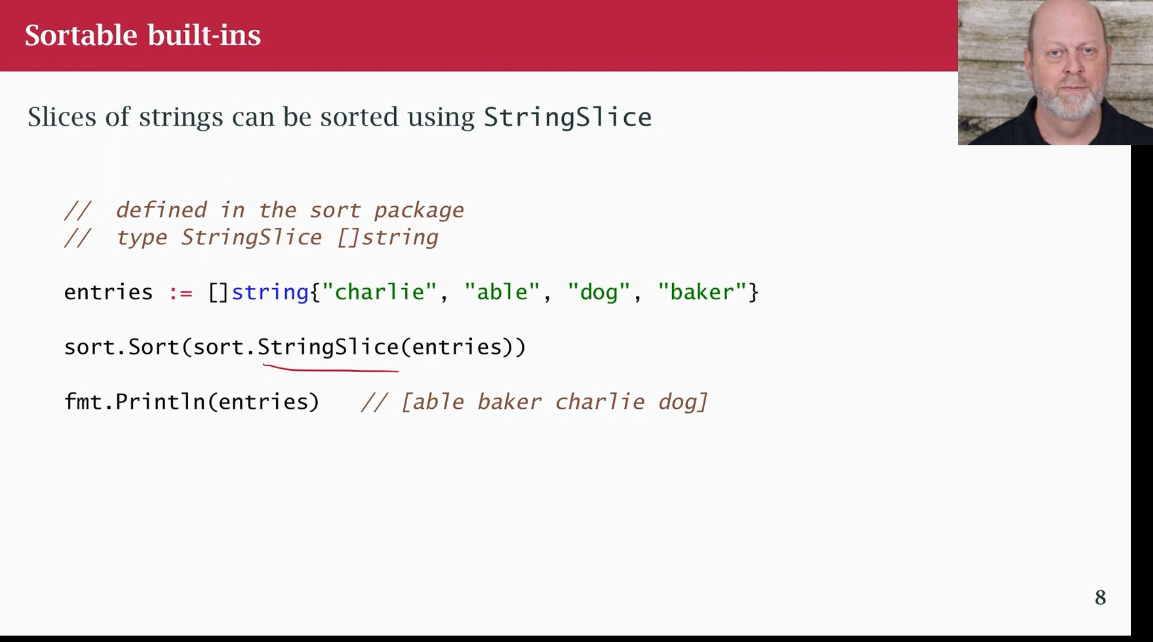 Sortable built-ins
Slices of strings can be sorted using StringSlice
//  defined in the sort package
//  type StringSlice []string
entries := []string{"charlie", "able", "dog", "baker"}
sort.Sort(sort.StringSlice(entries))
fmt.Println(entries)   // [able baker charlie dog]
8